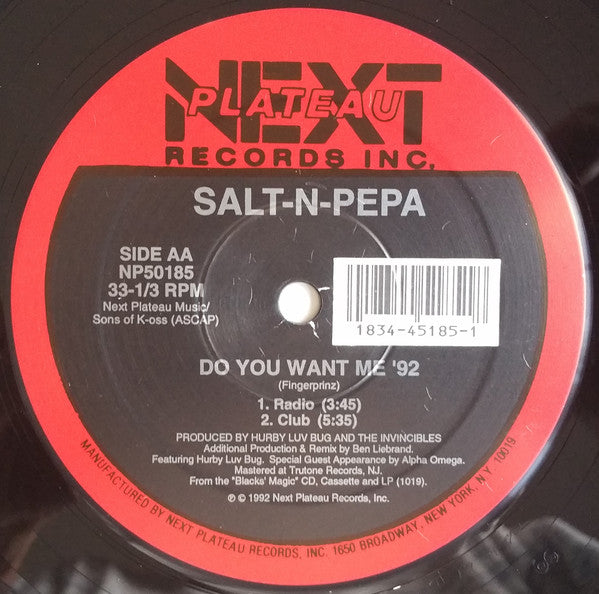 NEXT
PLATEAU
RECORDS INC.
SALT-N-PEPA
SIDE AA
NP50185
33-1/3 RPM
Next Plateau Music/
Sons of K-oss (ASCAP)
1834-45185-1
DO YOU WANT ME '92
(Fingerprinz)
1. Radio (3:45)
2. Club (5:35)
PRODUCED BY HURBY LUV BUG AND THE INVINCIBLES
Additional Production & Remix by Ben Liebrand.
Featuring Hurby Luv Bug. Special Guest Appearance by Alpha Omega.
Mastered at Trutone Records, NJ.
From the "Blacks' Magic" CD, Cassette and LP (1019).
℗ © 1992 Next Plateau Records, Inc.
MANUFACTURED BY NEXT PLATEAU RECORDS, INC. 1650 BROADWAY, NEW YORK, N.Y. 10019